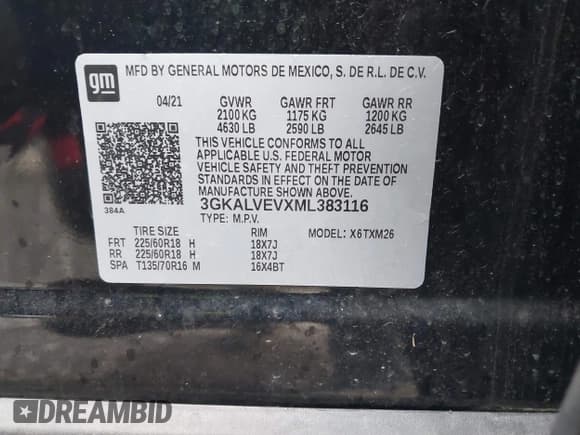 gm
MFD BY GENERAL MOTORS DE MEXICO, S. DE R.L. DE C.V.
04/21 GVWR GAWR FRT GAWR RR
2100 KG 1175 KG 1200 KG
4630 LB 2590 LB 2645 LB
THIS VEHICLE CONFORMS TO ALL
APPLICABLE U.S. FEDERAL MOTOR
VEHICLE SAFETY AND THEFT PREVENTION
STANDARDS IN EFFECT ON THE DATE OF
MANUFACTURE SHOWN ABOVE.
384A
3GKALVEVXML383116
TYPE: M.P.V. MODEL: X6TXM26
TIRE SIZE RIM
FRT 225/60R18 H 18X7J
RR 225/60R18 H 18X7J
SPA T135/70R16 M 16X4BT
DREAMBID